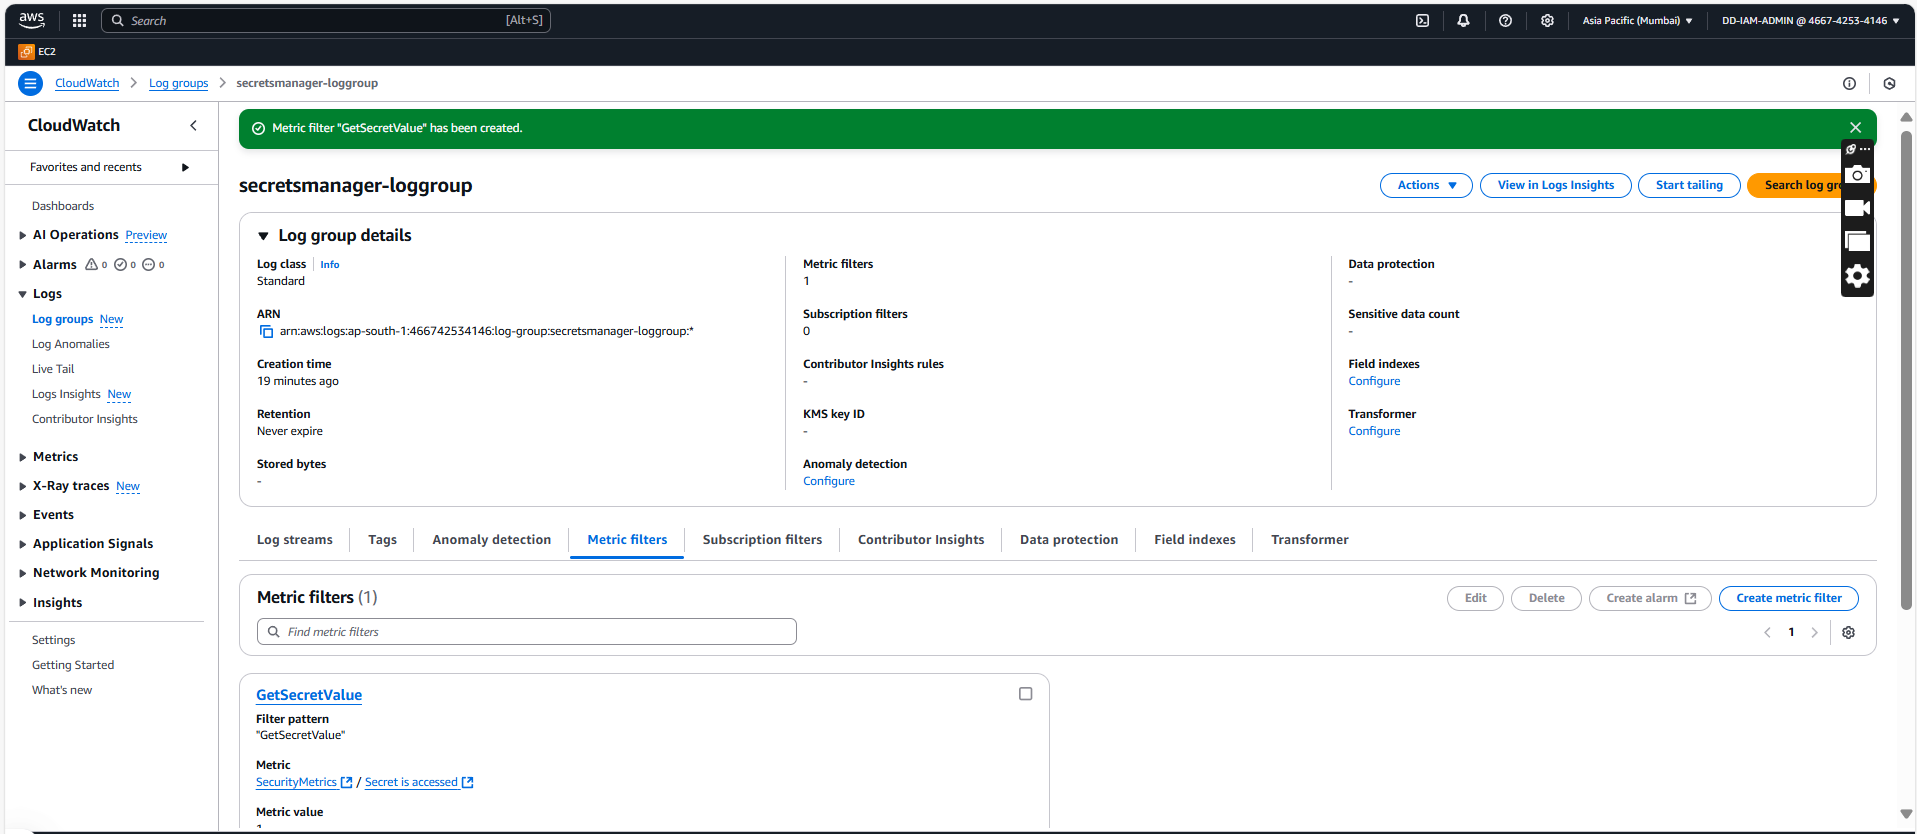 aws
Search [Alt+S]
Asia Pacific (Mumbai)
DD-IAM-ADMIN @ 4667-4253-4146
EC2
CloudWatch
Log groups
secretsmanager-loggroup
CloudWatch
Favorites and recents
Dashboards
AI Operations Preview
Alarms 0 0 0
Logs
Log groups New
Log Anomalies
Live Tail
Logs Insights New
Contributor Insights
Metrics
X-Ray traces New
Events
Application Signals
Network Monitoring
Insights
Settings
Getting Started
What's new
Metric filter "GetSecretValue" has been created.
secretsmanager-loggroup
Actions
View in Logs Insights
Start tailing
Search log gr
Log group details
Log class Info
Standard
ARN
arn:aws:logs:ap-south-1:466742534146:log-group:secretsmanager-loggroup:*
Creation time
19 minutes ago
Retention
Never expire
Stored bytes
-
Metric filters
1
Subscription filters
0
Contributor Insights rules
-
KMS key ID
-
Anomaly detection
Configure
Data protection
-
Sensitive data count
-
Field indexes
Configure
Transformer
Configure
Log streams
Tags
Anomaly detection
Metric filters
Subscription filters
Contributor Insights
Data protection
Field indexes
Transformer
Metric filters (1)
Edit
Delete
Create alarm
Create metric filter
Find metric filters
1
GetSecretValue
Filter pattern
"GetSecretValue"
Metric
SecurityMetrics / Secret is accessed
Metric value